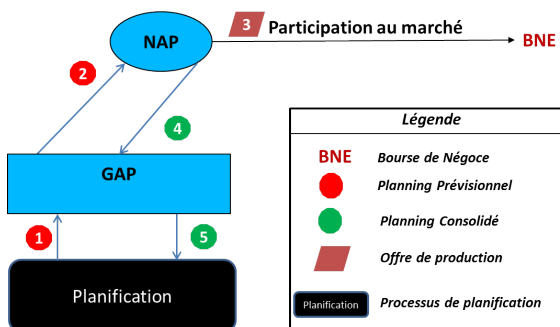 3 Participation au marché
NAP
BNE
2
4
GAP
1
5
Planification
Légende
BNE Bourse de Négoce
Planning Prévisionnel
Planning Consolidé
Offre de production
Planification Processus de planification